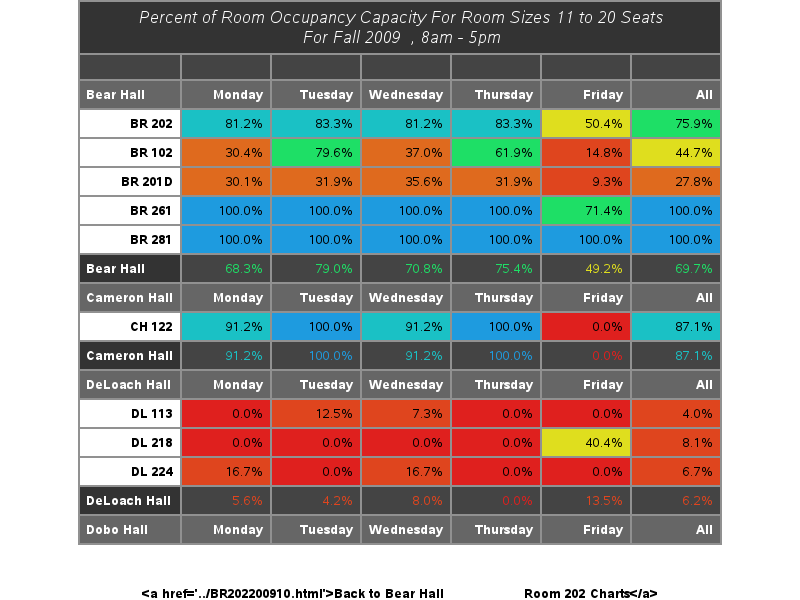 Percent of Room Occupancy Capacity For Room Sizes 11 to 20 Seats
For Fall 2009 , 8am - 5pm
Bear Hall Monday Tuesday Wednesday Thursday Friday All
BR 202 81.2% 83.3% 81.2% 83.3% 50.4% 75.9%
BR 102 30.4% 79.6% 37.0% 61.9% 14.8% 44.7%
BR 201D 30.1% 31.9% 35.6% 31.9% 9.3% 27.8%
BR 261 100.0% 100.0% 100.0% 100.0% 71.4% 100.0%
BR 281 100.0% 100.0% 100.0% 100.0% 100.0% 100.0%
Bear Hall 68.3% 79.0% 70.8% 75.4% 49.2% 69.7%
Cameron Hall Monday Tuesday Wednesday Thursday Friday All
CH 122 91.2% 100.0% 91.2% 100.0% 0.0% 87.1%
Cameron Hall 91.2% 100.0% 91.2% 100.0% 0.0% 87.1%
DeLoach Hall Monday Tuesday Wednesday Thursday Friday All
DL 113 0.0% 12.5% 7.3% 0.0% 0.0% 4.0%
DL 218 0.0% 0.0% 0.0% 0.0% 40.4% 8.1%
DL 224 16.7% 0.0% 16.7% 0.0% 0.0% 6.7%
DeLoach Hall 5.6% 4.2% 8.0% 0.0% 13.5% 6.2%
Dobo Hall Monday Tuesday Wednesday Thursday Friday All
<a href='../BR202200910.html'>Back to Bear Hall Room 202 Charts</a>